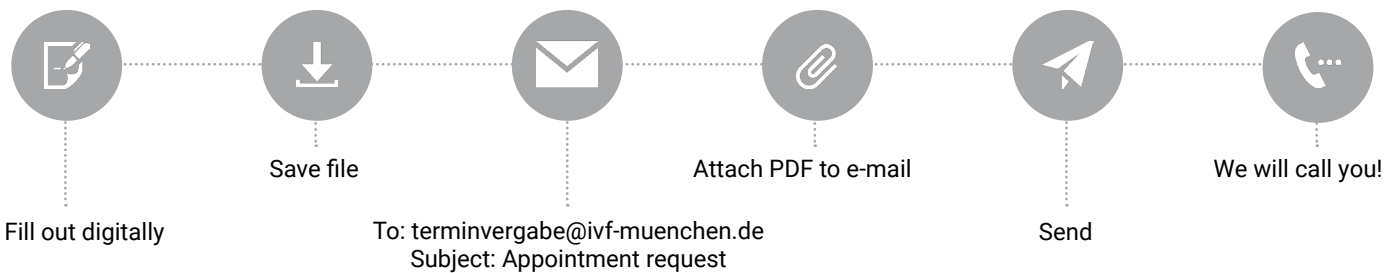 Fill out digitally
Save file
To: terminvergabe@ivf-muenchen.de
Subject: Appointment request
Attach PDF to e-mail
Send
We will call you!